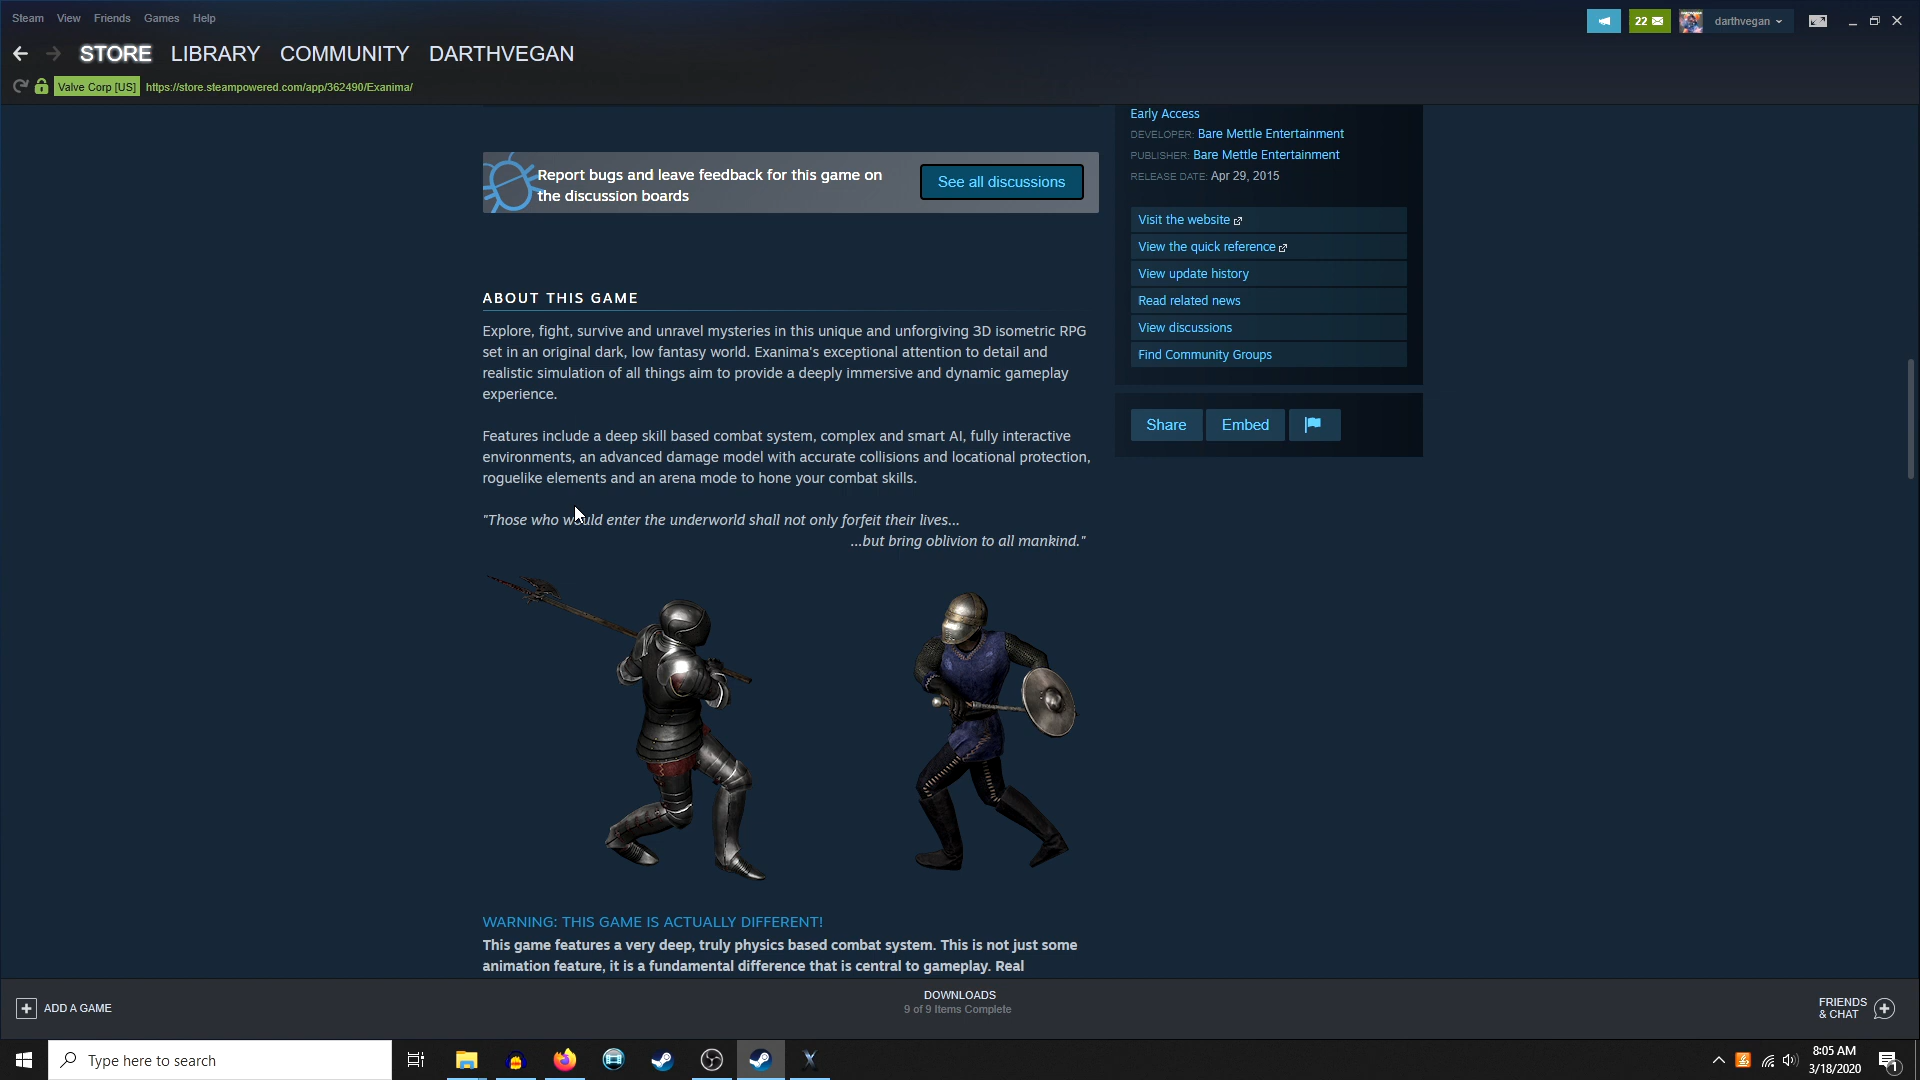 Steam View Friends Games Help
22
darthvegan
STORE LIBRARY COMMUNITY DARTHVEGAN
Valve Corp [US] https://store.steampowered.com/app/362490/Exanima/
Early Access
DEVELOPER: Bare Mettle Entertainment
PUBLISHER: Bare Mettle Entertainment
RELEASE DATE: Apr 29, 2015
Report bugs and leave feedback for this game on
the discussion boards
See all discussions
Visit the website
View the quick reference
View update history
Read related news
View discussions
Find Community Groups
Share Embed
ABOUT THIS GAME
Explore, fight, survive and unravel mysteries in this unique and unforgiving 3D isometric RPG
set in an original dark, low fantasy world. Exanima's exceptional attention to detail and
realistic simulation of all things aim to provide a deeply immersive and dynamic gameplay
experience.
Features include a deep skill based combat system, complex and smart AI, fully interactive
environments, an advanced damage model with accurate collisions and locational protection,
roguelike elements and an arena mode to hone your combat skills.
"Those who would enter the underworld shall not only forfeit their lives...
...but bring oblivion to all mankind."
WARNING: THIS GAME IS ACTUALLY DIFFERENT!
This game features a very deep, truly physics based combat system. This is not just some
animation feature, it is a fundamental difference that is central to gameplay. Real
ADD A GAME
DOWNLOADS
9 of 9 Items Complete
FRIENDS
& CHAT
Type here to search
8:05 AM
3/18/2020
1